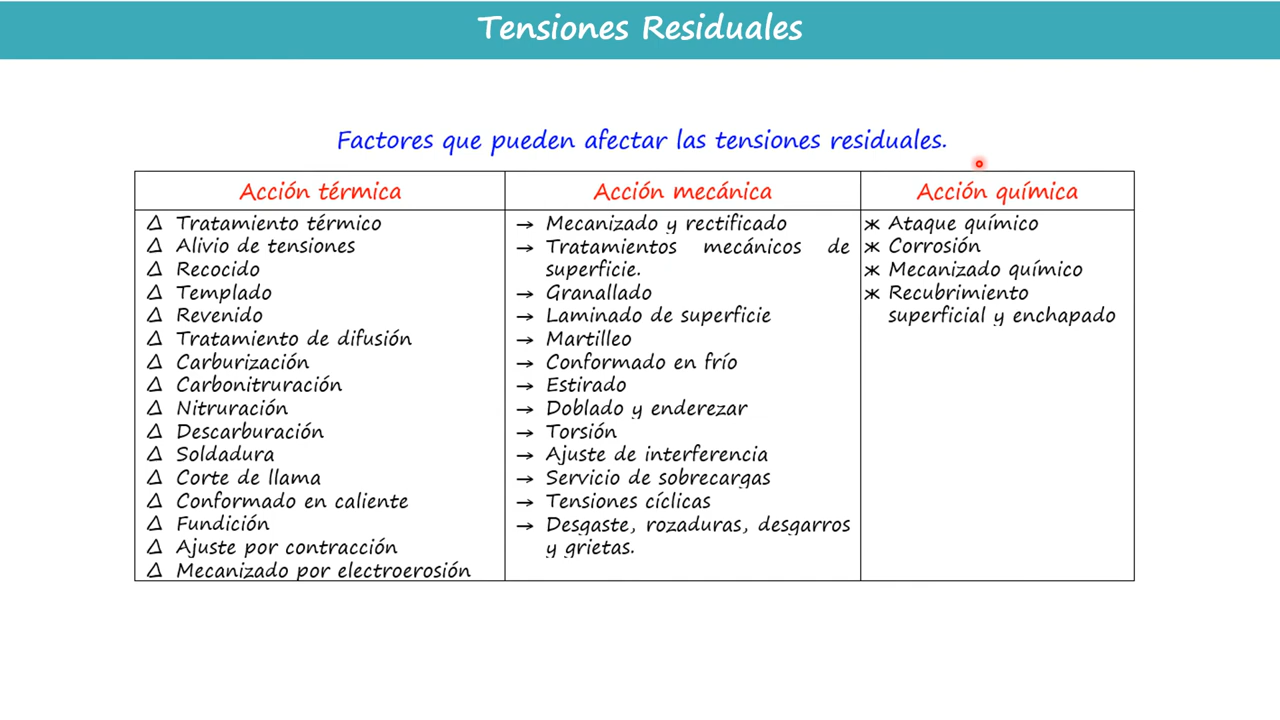 Tensiones Residuales
Factores que pueden afectar las tensiones residuales.
Acción térmica
Δ Tratamiento térmico
Δ Alivio de tensiones
Δ Recocido
Δ Templado
Δ Revenido
Δ Tratamiento de difusión
Δ Carburización
Δ Carbonitruración
Δ Nitruración
Δ Descarburación
Δ Soldadura
Δ Corte de llama
Δ Conformado en caliente
Δ Fundición
Δ Ajuste por contracción
Δ Mecanizado por electroerosión
Acción mecánica
→ Mecanizado y rectificado
→ Tratamientos mecánicos de
superficie.
→ Granallado
→ Laminado de superficie
→ Martilleo
→ Conformado en frío
→ Estirado
→ Doblado y enderezar
→ Torsión
→ Ajuste de interferencia
→ Servicio de sobrecargas
→ Tensiones cíclicas
→ Desgaste, rozaduras, desgarros
y grietas.
Acción química
ж Ataque químico
ж Corrosión
ж Mecanizado químico
ж Recubrimiento
superficial y enchapado